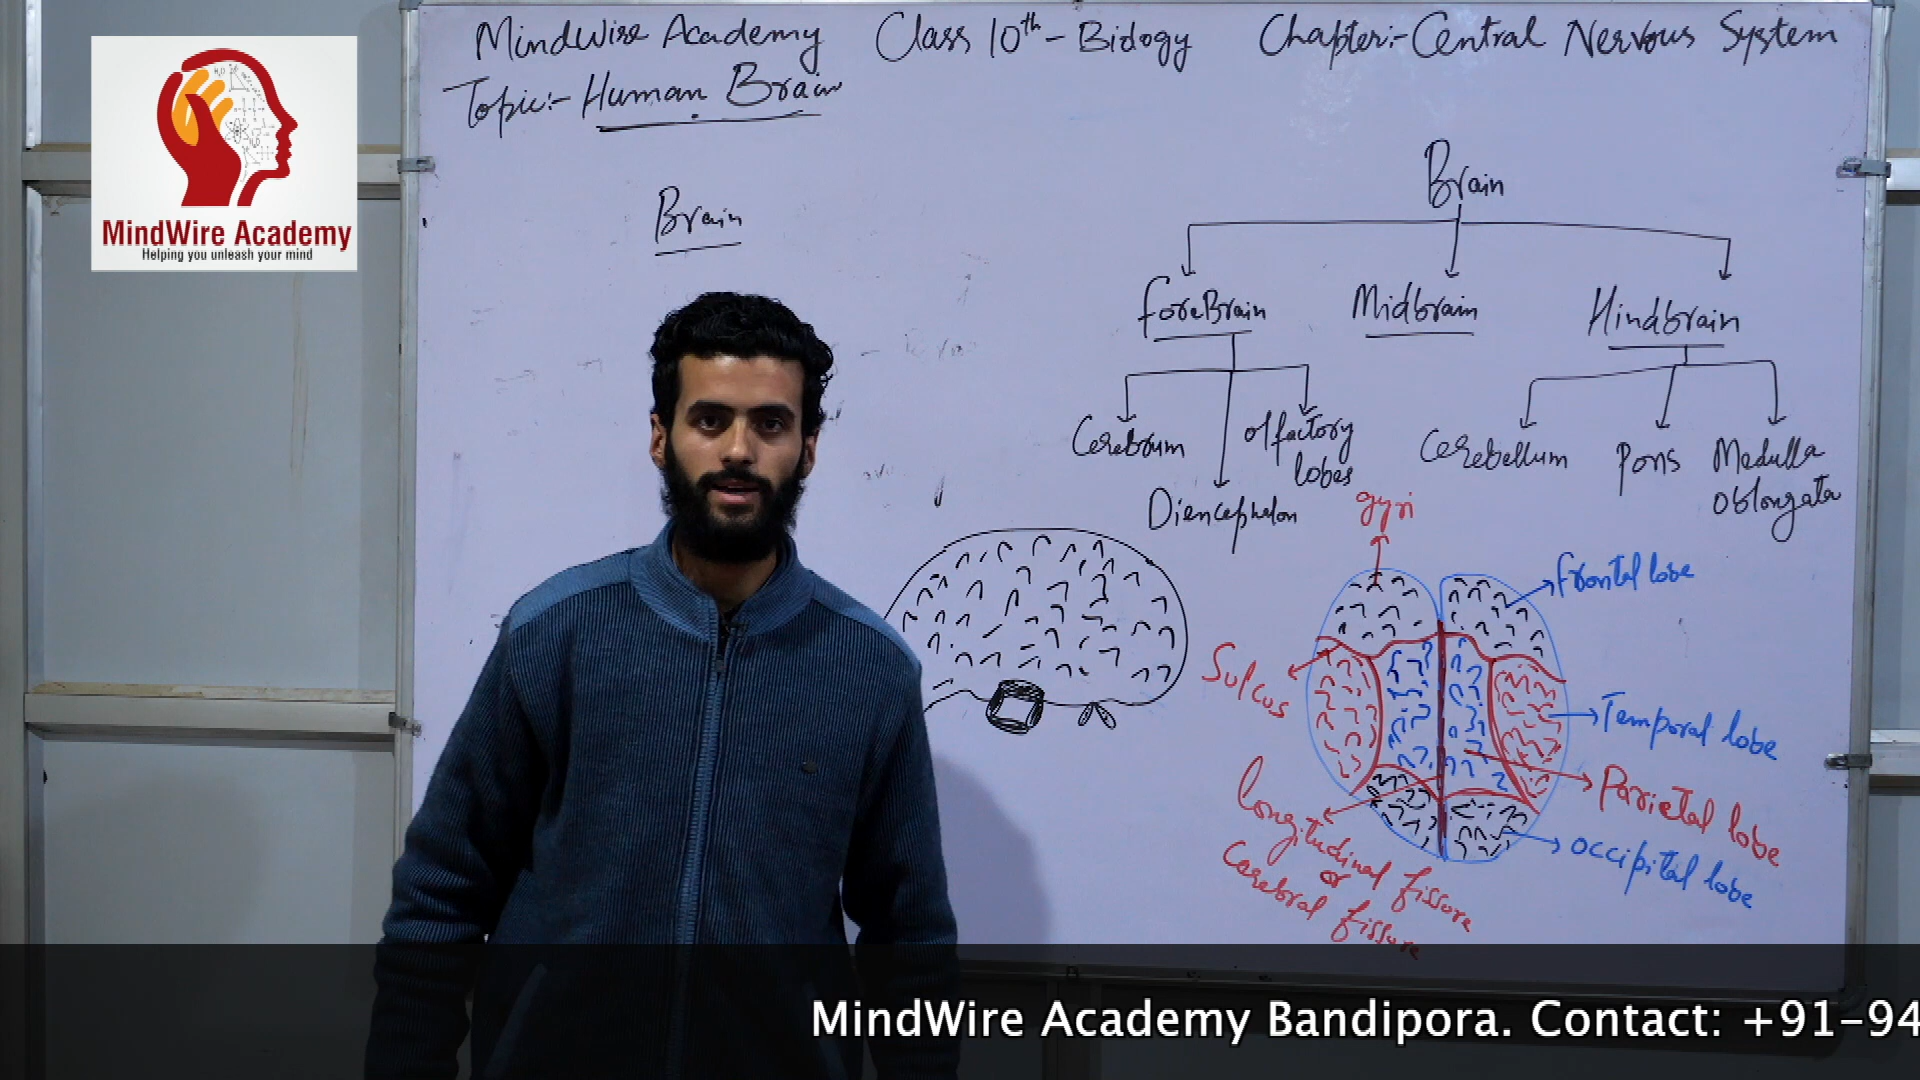 MindWire Academy Class 10th - Biology Chapter:- Central Nervous System
Topic:- Human Brain
MindWire Academy
Helping you unleash your mind
Brain
Brain
ForeBrain Midbrain Hindbrain
Cerebrum Diencephelon olfactory lobes
Cerebellum Pons Medulla oblongata
gyri
Sulcus
Longitudinal fissure
or
Cerebral fissure
frontal lobe
Temporal lobe
Parietal lobe
occipital lobe
MindWire Academy Bandipora. Contact: +91-94